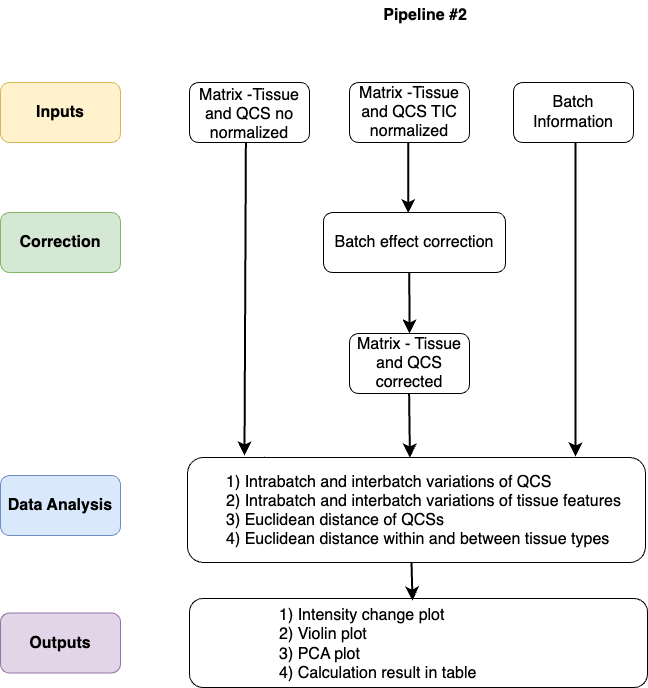 Pipeline #2
Inputs
Matrix -Tissue
and QCS no
normalized
Matrix -Tissue
and QCS TIC
normalized
Batch
Information
Correction
Batch effect correction
Matrix - Tissue
and QCS
corrected
Data Analysis
1) Intrabatch and interbatch variations of QCS
2) Intrabatch and interbatch variations of tissue features
3) Euclidean distance of QCSs
4) Euclidean distance within and between tissue types
Outputs
1) Intensity change plot
2) Violin plot
3) PCA plot
4) Calculation result in table